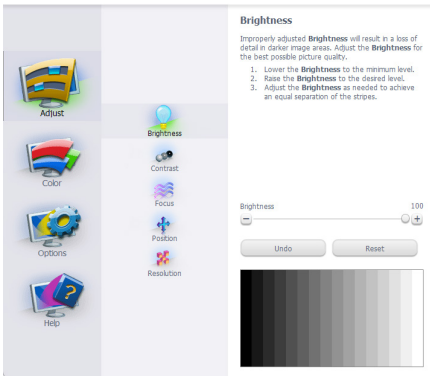 Adjust
Color
Options
Help
Brightness
Contrast
Focus
Position
Resolution
Brightness
Improperly adjusted Brightness will result in a loss of
detail in darker image areas. Adjust the Brightness for
the best possible picture quality.
1. Lower the Brightness to the minimum level.
2. Raise the Brightness to the desired level.
3. Adjust the Brightness as needed to achieve
an equal separation of the stripes.
Brightness 100
Undo Reset